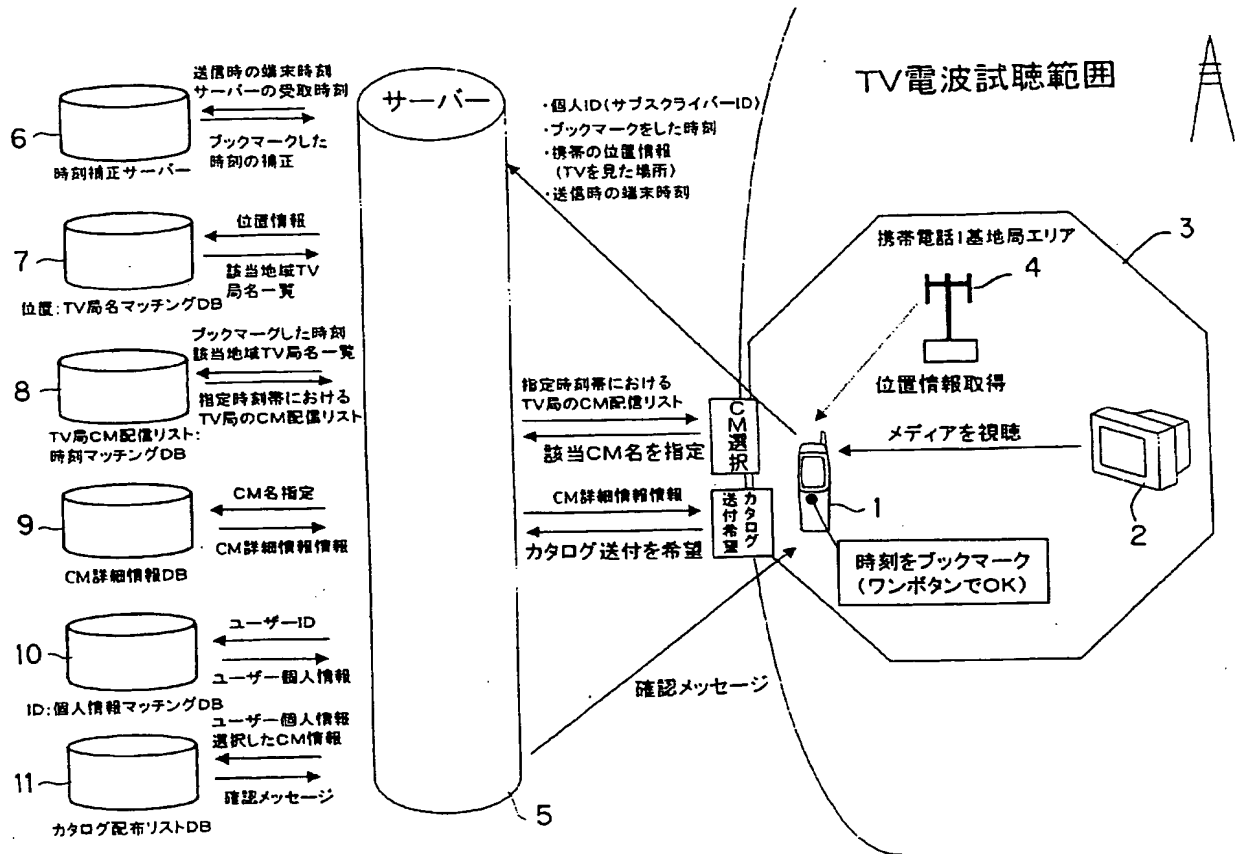 送信時の端末時刻
サーバーの受取時刻
6
ブックマークした
時刻の補正
時刻補正サーバー
位置情報
7
該当地域TV
局名一覧
位置:TV局名マッチングDB
ブックマークした時刻
該当地域TV局名一覧
8
指定時刻帯における
TV局のCM配信リスト
TV局CM配信リスト:
時刻マッチングDB
CM名指定
9
CM詳細情報情報
CM詳細情報DB
ユーザーID
10
ユーザー個人情報
ID:個人情報マッチングDB
ユーザー個人情報
選択したCM情報
11
確認メッセージ
カタログ配布リストDB
サーバー
5
・個人ID(サブスクライバーID)
・ブックマークをした時刻
・携帯の位置情報
(TVを見た場所)
・送信時の端末時刻
指定時刻帯における
TV局のCM配信リスト
該当CM名を指定
CM選択
CM詳細情報情報
カタログ送付を希望
カタログ
送付希望
確認メッセージ
TV電波試聴範囲
携帯電話1基地局エリア
3
4
位置情報取得
メディアを視聴
1
2
時刻をブックマーク
(ワンボタンでOK)